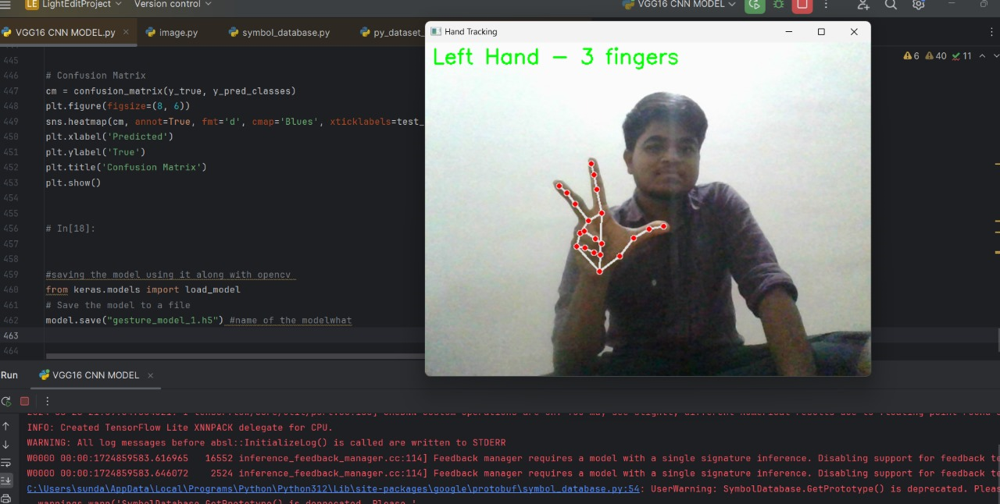 LE LightEditProject Version control VGG16 CNN MODEL
VGG16 CNN MODEL.py image.py symbol_database.py py_dataset_
6 40 11
445
446 # Confusion Matrix
447 cm = confusion_matrix(y_true, y_pred_classes)
448 plt.figure(figsize=(8, 6))
449 sns.heatmap(cm, annot=True, fmt='d', cmap='Blues', xticklabels=test_
450 plt.xlabel('Predicted')
451 plt.ylabel('True')
452 plt.title('Confusion Matrix')
453 plt.show()
454
455
456 # In[18]:
457
458
459 #saving the model using it along with opencv
460 from keras.models import load_model
461 # Save the model to a file
462 model.save("gesture_model_1.h5") #name of the modelwhat
463
464
Hand Tracking
Left Hand - 3 fingers
Run VGG16 CNN MODEL
INFO: Created TensorFlow Lite XNNPACK delegate for CPU.
WARNING: All log messages before absl::InitializeLog() is called are written to STDERR
W0000 00:00:1724859583.616965 16552 inference_feedback_manager.cc:114] Feedback manager requires a model with a single signature inference. Disabling support for feedback te
W0000 00:00:1724859583.646072 2524 inference_feedback_manager.cc:114] Feedback manager requires a model with a single signature inference. Disabling support for feedback te
C:\Users\sunda\AppData\Local\Programs\Python\Python312\Lib\site-packages\google\protobuf\symbol_database.py:54: UserWarning: SymbolDatabase.GetPrototype() is deprecated. Pleas
warnings.warn('SymbolDatabase.GetPrototype() is deprecated. Please '